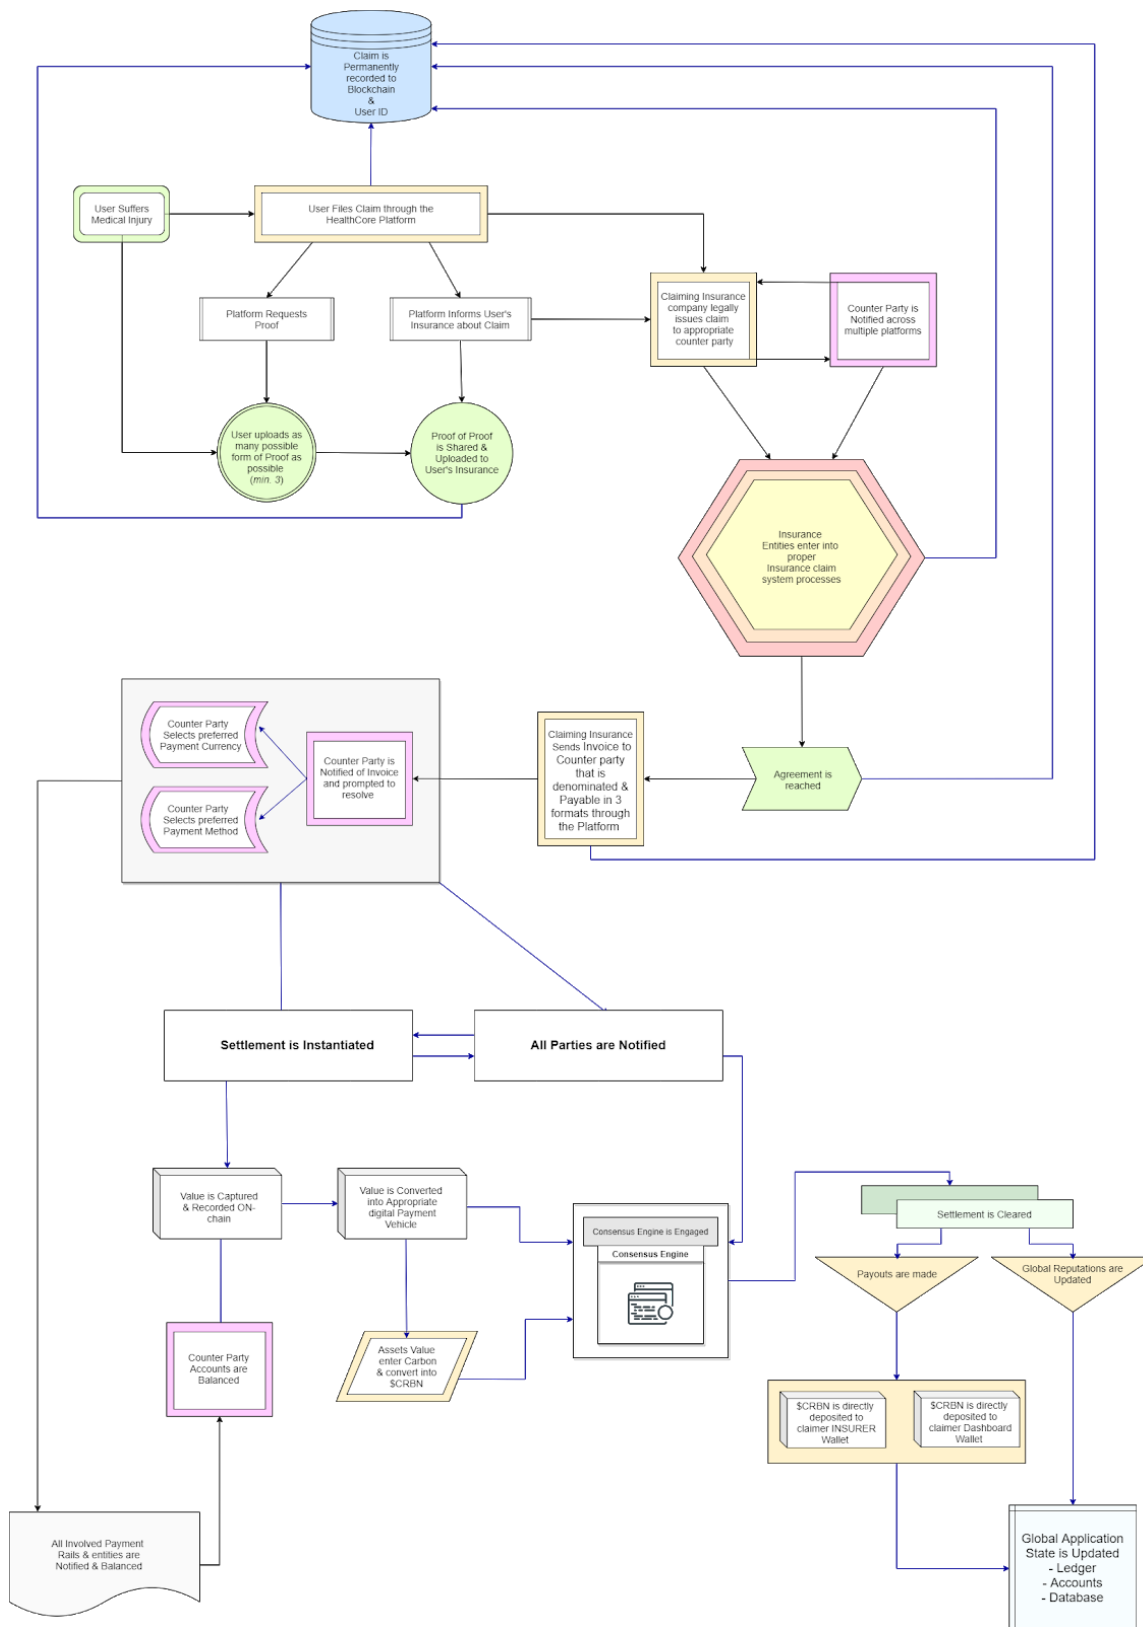 Claim is
Permanently
recorded to
Blockchain
&
User ID
User Suffers
Medical Injury
User Files Claim through the
HealthCore Platform
Platform Requests
Proof
Platform Informs User's
Insurance about Claim
Claiming Insurance
company legally
issues claim
to appropriate
counter party
Counter Party is
Notified across
multiple platforms
User uploads as
many possible
form of Proof as
possible
(min. 3)
Proof of Proof
is Shared &
Uploaded to
User's Insurance
Insurance
Entities enter into
proper
Insurance claim
system processes
Counter Party
Selects preferred
Payment Currency
Counter Party
Selects preferred
Payment Method
Counter Party is
Notified of Invoice
and prompted to
resolve
Claiming Insurance
Sends Invoice to
Counter party
that is
denominated &
Payable in 3
formats through
the Platform
Agreement is
reached
Settlement is Instantiated
All Parties are Notified
Value is Captured
& Recorded ON-
chain
Value is Converted
into Appropriate
digital Payment
Vehicle
Consensus Engine is Engaged
Consensus Engine
Settlement is Cleared
Payouts are made
Global Reputations are
Updated
Counter Party
Accounts are
Balanced
Assets Value
enter Carbon
& convert into
$CRBN
$CRBN is directly
deposited to
claimer INSURER
Wallet
$CRBN is directly
deposited to
claimer Dashboard
Wallet
All Involved Payment
Rails & entities are
Notified & Balanced
Global Application
State is Updated
- Ledger
- Accounts
- Database